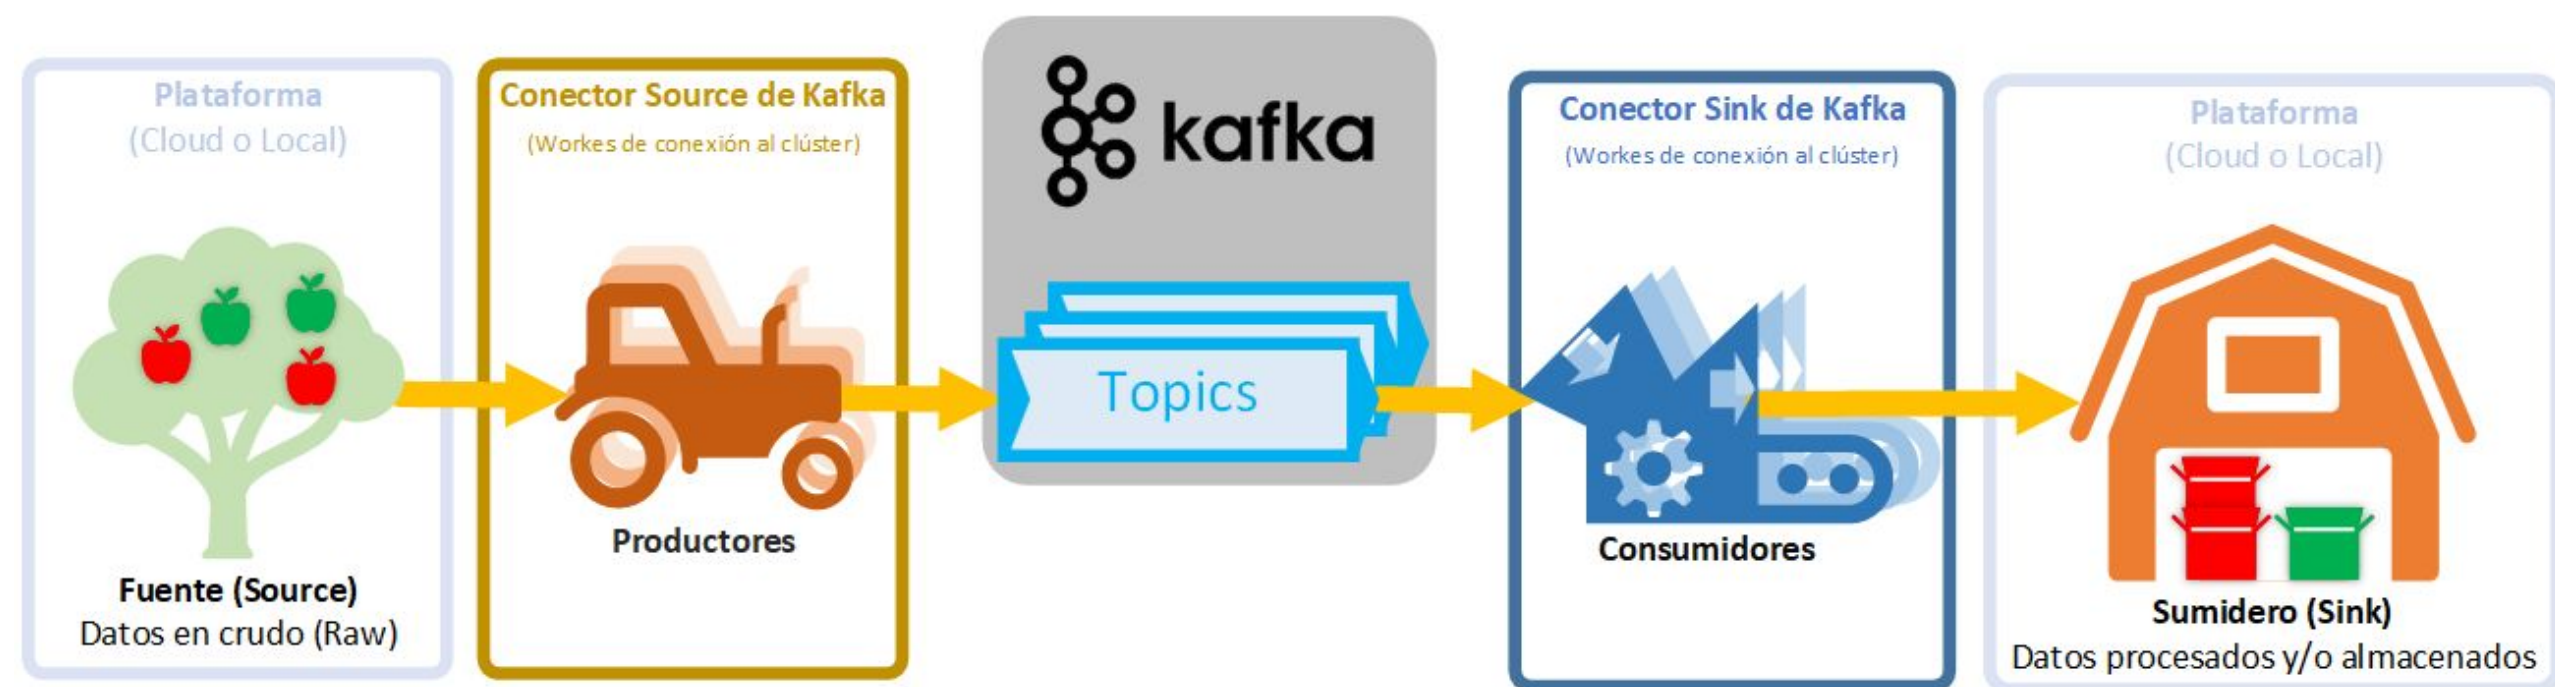 Plataforma
(Cloud o Local)
Fuente (Source)
Datos en crudo (Raw)
Conector Source de Kafka
(Workes de conexión al clúster)
Productores
kafka
Topics
Conector Sink de Kafka
(Workes de conexión al clúster)
Consumidores
Plataforma
(Cloud o Local)
Sumidero (Sink)
Datos procesados y/o almacenados